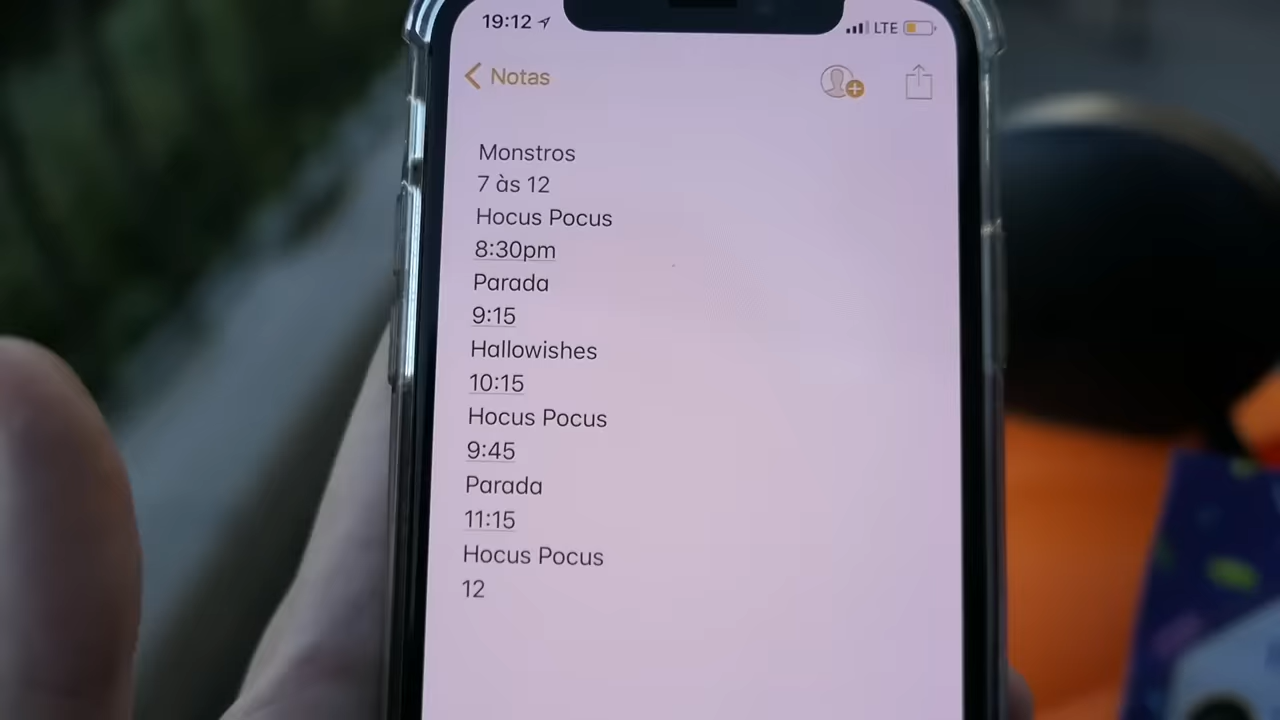 19:12
LTE
Notas
Monstros
7 às 12
Hocus Pocus
8:30pm
Parada
9:15
Hallowishes
10:15
Hocus Pocus
9:45
Parada
11:15
Hocus Pocus
12